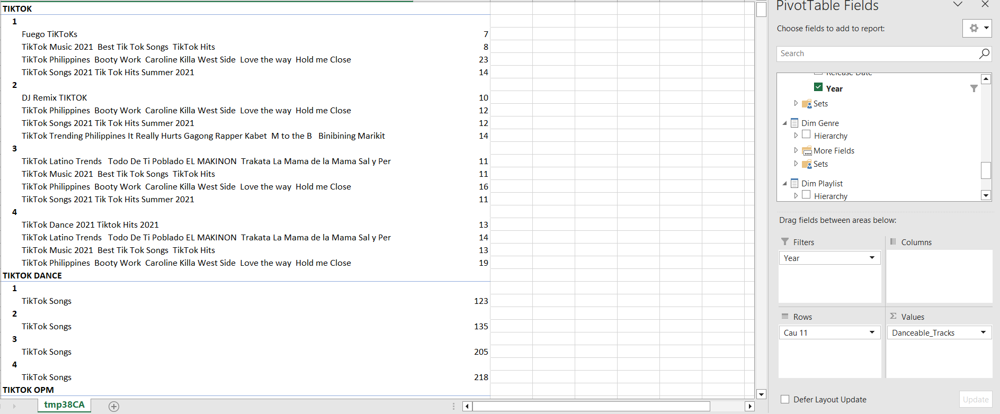 TIKTOK
1
Fuego TiKToKs 7
TikTok Music 2021  Best Tik Tok Songs  TikTok Hits 8
TikTok Philippines  Booty Work  Caroline Killa West Side  Love the way  Hold me Close 23
TikTok Songs 2021 Tik Tok Hits Summer 2021 14
2
DJ Remix TIKTOK 10
TikTok Philippines  Booty Work  Caroline Killa West Side  Love the way  Hold me Close 12
TikTok Songs 2021 Tik Tok Hits Summer 2021 12
TikTok Trending Philippines It Really Hurts Gagong Rapper Kabet  M to the B   Binibining Marikit 14
3
TikTok Latino Trends   Todo De Ti Poblado EL MAKINON  Trakata La Mama de la Mama Sal y Per 11
TikTok Music 2021  Best Tik Tok Songs  TikTok Hits 11
TikTok Philippines  Booty Work  Caroline Killa West Side  Love the way  Hold me Close 16
TikTok Songs 2021 Tik Tok Hits Summer 2021 11
4
TikTok Dance 2021 Tiktok Hits 2021 13
TikTok Latino Trends   Todo De Ti Poblado EL MAKINON  Trakata La Mama de la Mama Sal y Per 14
TikTok Music 2021  Best Tik Tok Songs  TikTok Hits 13
TikTok Philippines  Booty Work  Caroline Killa West Side  Love the way  Hold me Close 19
TIKTOK DANCE
1
TikTok Songs 123
2
TikTok Songs 135
3
TikTok Songs 205
4
TikTok Songs 218
TIKTOK OPM
tmp38CA
PivotTable Fields
Choose fields to add to report:
Search
Release Date
Year
Sets
Dim Genre
Hierarchy
More Fields
Sets
Dim Playlist
Hierarchy
Drag fields between areas below:
Filters
Year
Columns
Rows
Cau 11
Values
Danceable_Tracks
Defer Layout Update
Update